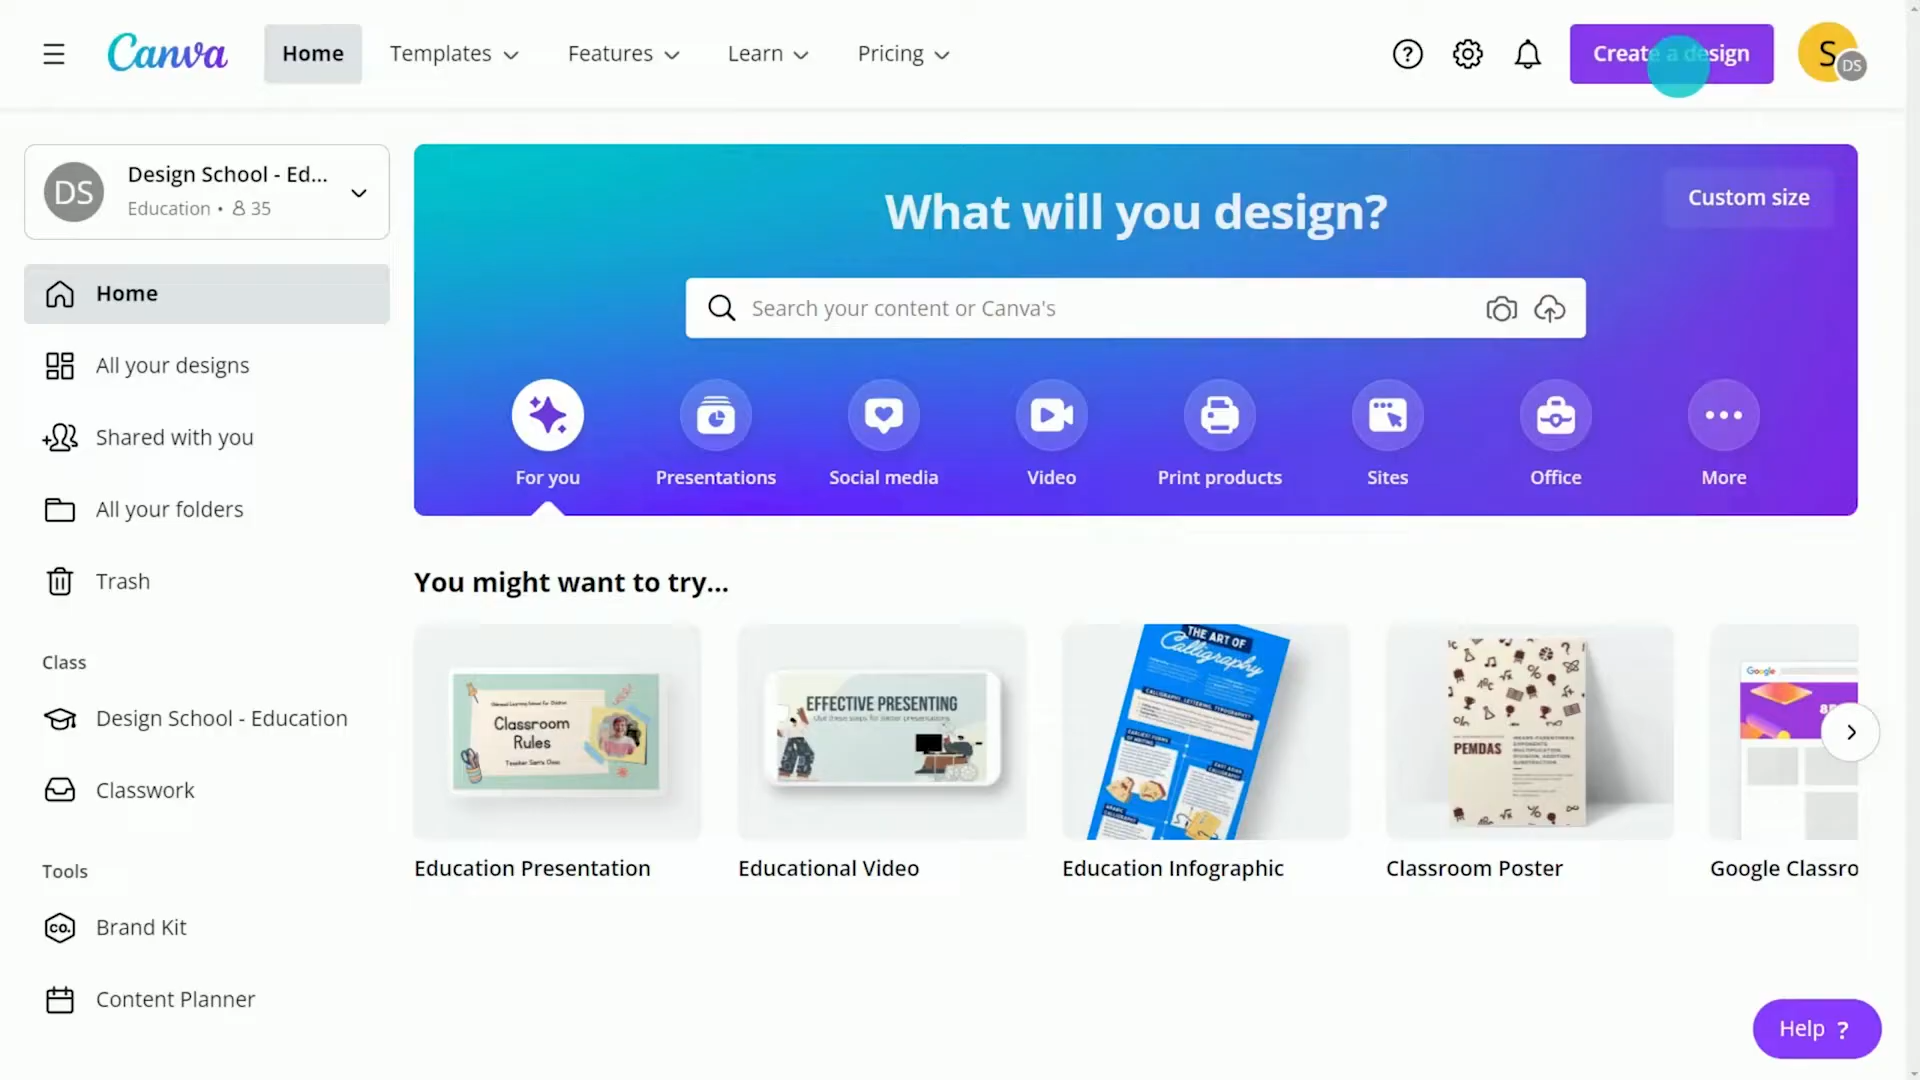 Canva
Home
Templates
Features
Learn
Pricing
Create a design
S
DS
DS
Design School - Ed...
Education • 35
Home
All your designs
Shared with you
All your folders
Trash
Class
Design School - Education
Classwork
Tools
CO.
Brand Kit
Content Planner
What will you design?
Custom size
Search your content or Canva's
For you
Presentations
Social media
Video
Print products
Sites
Office
More
You might want to try...
Classroom
Rules
EFFECTIVE PRESENTING
THE ART OF
Calligraphy
PEMDAS
Google
Education Presentation
Educational Video
Education Infographic
Classroom Poster
Google Classro
Help ?